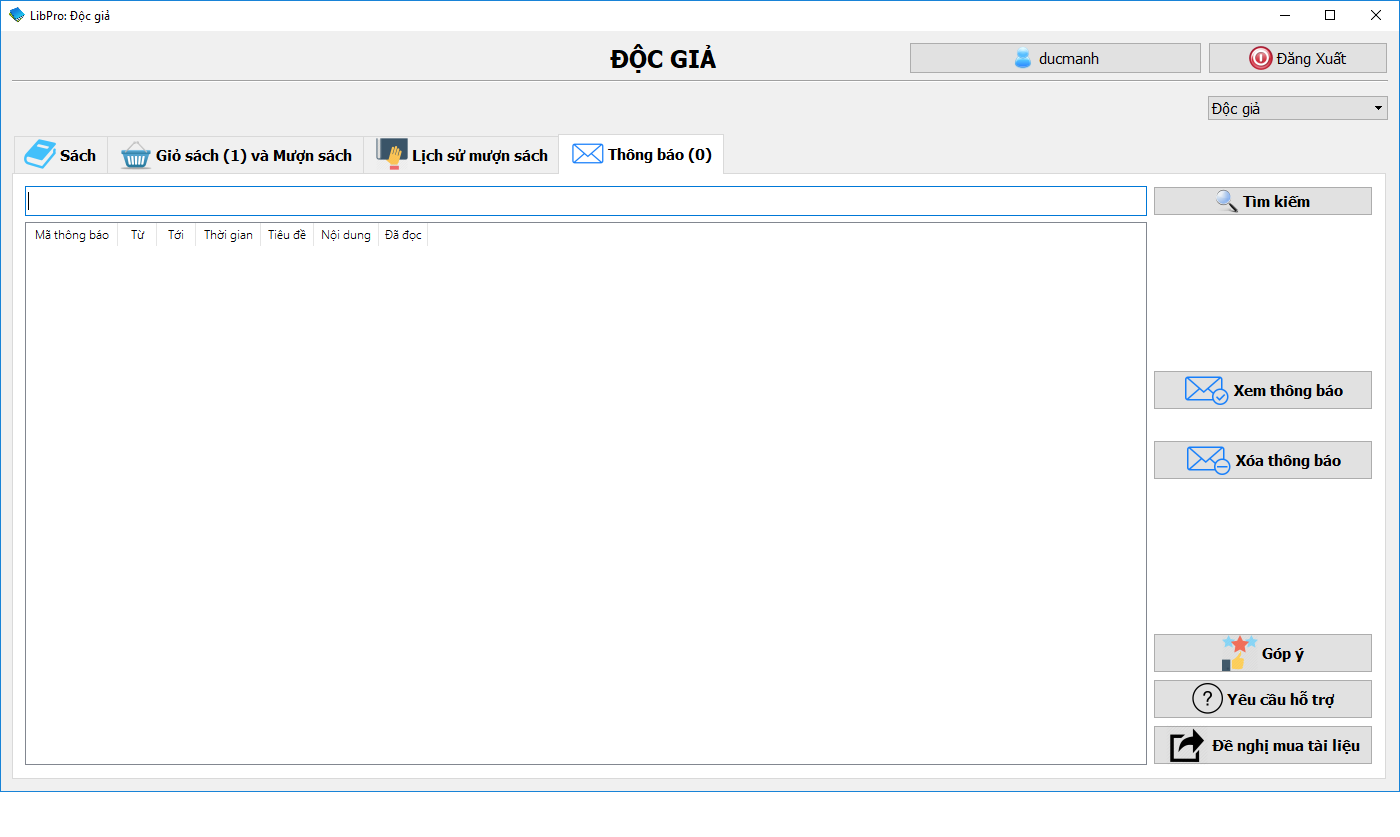 LibPro: Độc giả
ĐỘC GIẢ
ducmanh
Đăng Xuất
Độc giả
Sách
Giỏ sách (1) và Mượn sách
Lịch sử mượn sách
Thông báo (0)
Tìm kiếm
Mã thông báo Từ Tới Thời gian Tiêu đề Nội dung Đã đọc
Xem thông báo
Xóa thông báo
Góp ý
? Yêu cầu hỗ trợ
Đề nghị mua tài liệu